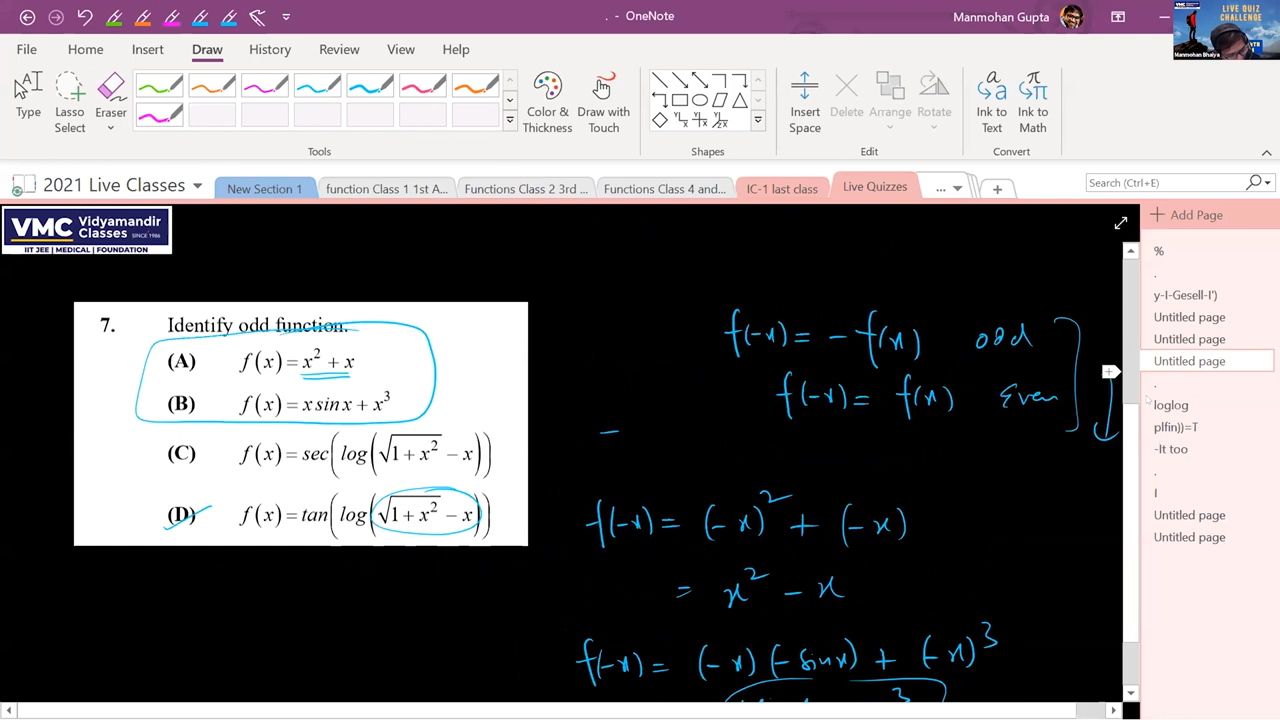 . - OneNote
Manmohan Gupta
LIVE QUIZ
CHALLENGE
Manmohan Bhaiya
File Home Insert Draw History Review View Help
Type
Lasso Select
Eraser
Color & Thickness
Draw with Touch
Insert Space
Delete
Arrange
Rotate
Ink to Text
Ink to Math
Tools
Shapes
Edit
Convert
2021 Live Classes
New Section 1
function Class 1 1st A...
Functions Class 2 3rd ...
Functions Class 4 and...
IC-1 last class
Live Quizzes
...
Search (Ctrl+E)
VMC Vidyamandir Classes SINCE 1986
IIT JEE | MEDICAL | FOUNDATION
Add Page
%
.
y-I-Gesell-I')
Untitled page
Untitled page
Untitled page
.
loglog
plfin))=T
-It too
.
I
Untitled page
Untitled page
7. Identify odd function.
(A) f(x) = x² + x
(B) f(x) = x sin x + x³
(C) f(x) = sec(log(√1 + x² − x))
(D) f(x) = tan(log(√1 + x² − x))
f(-x) = - f(x) odd
f(-x) = f(x) Even
f(-x) = (-x)² + (-x)
= x² - x
f(-x) = (-x)(-sinx) + (-x)³